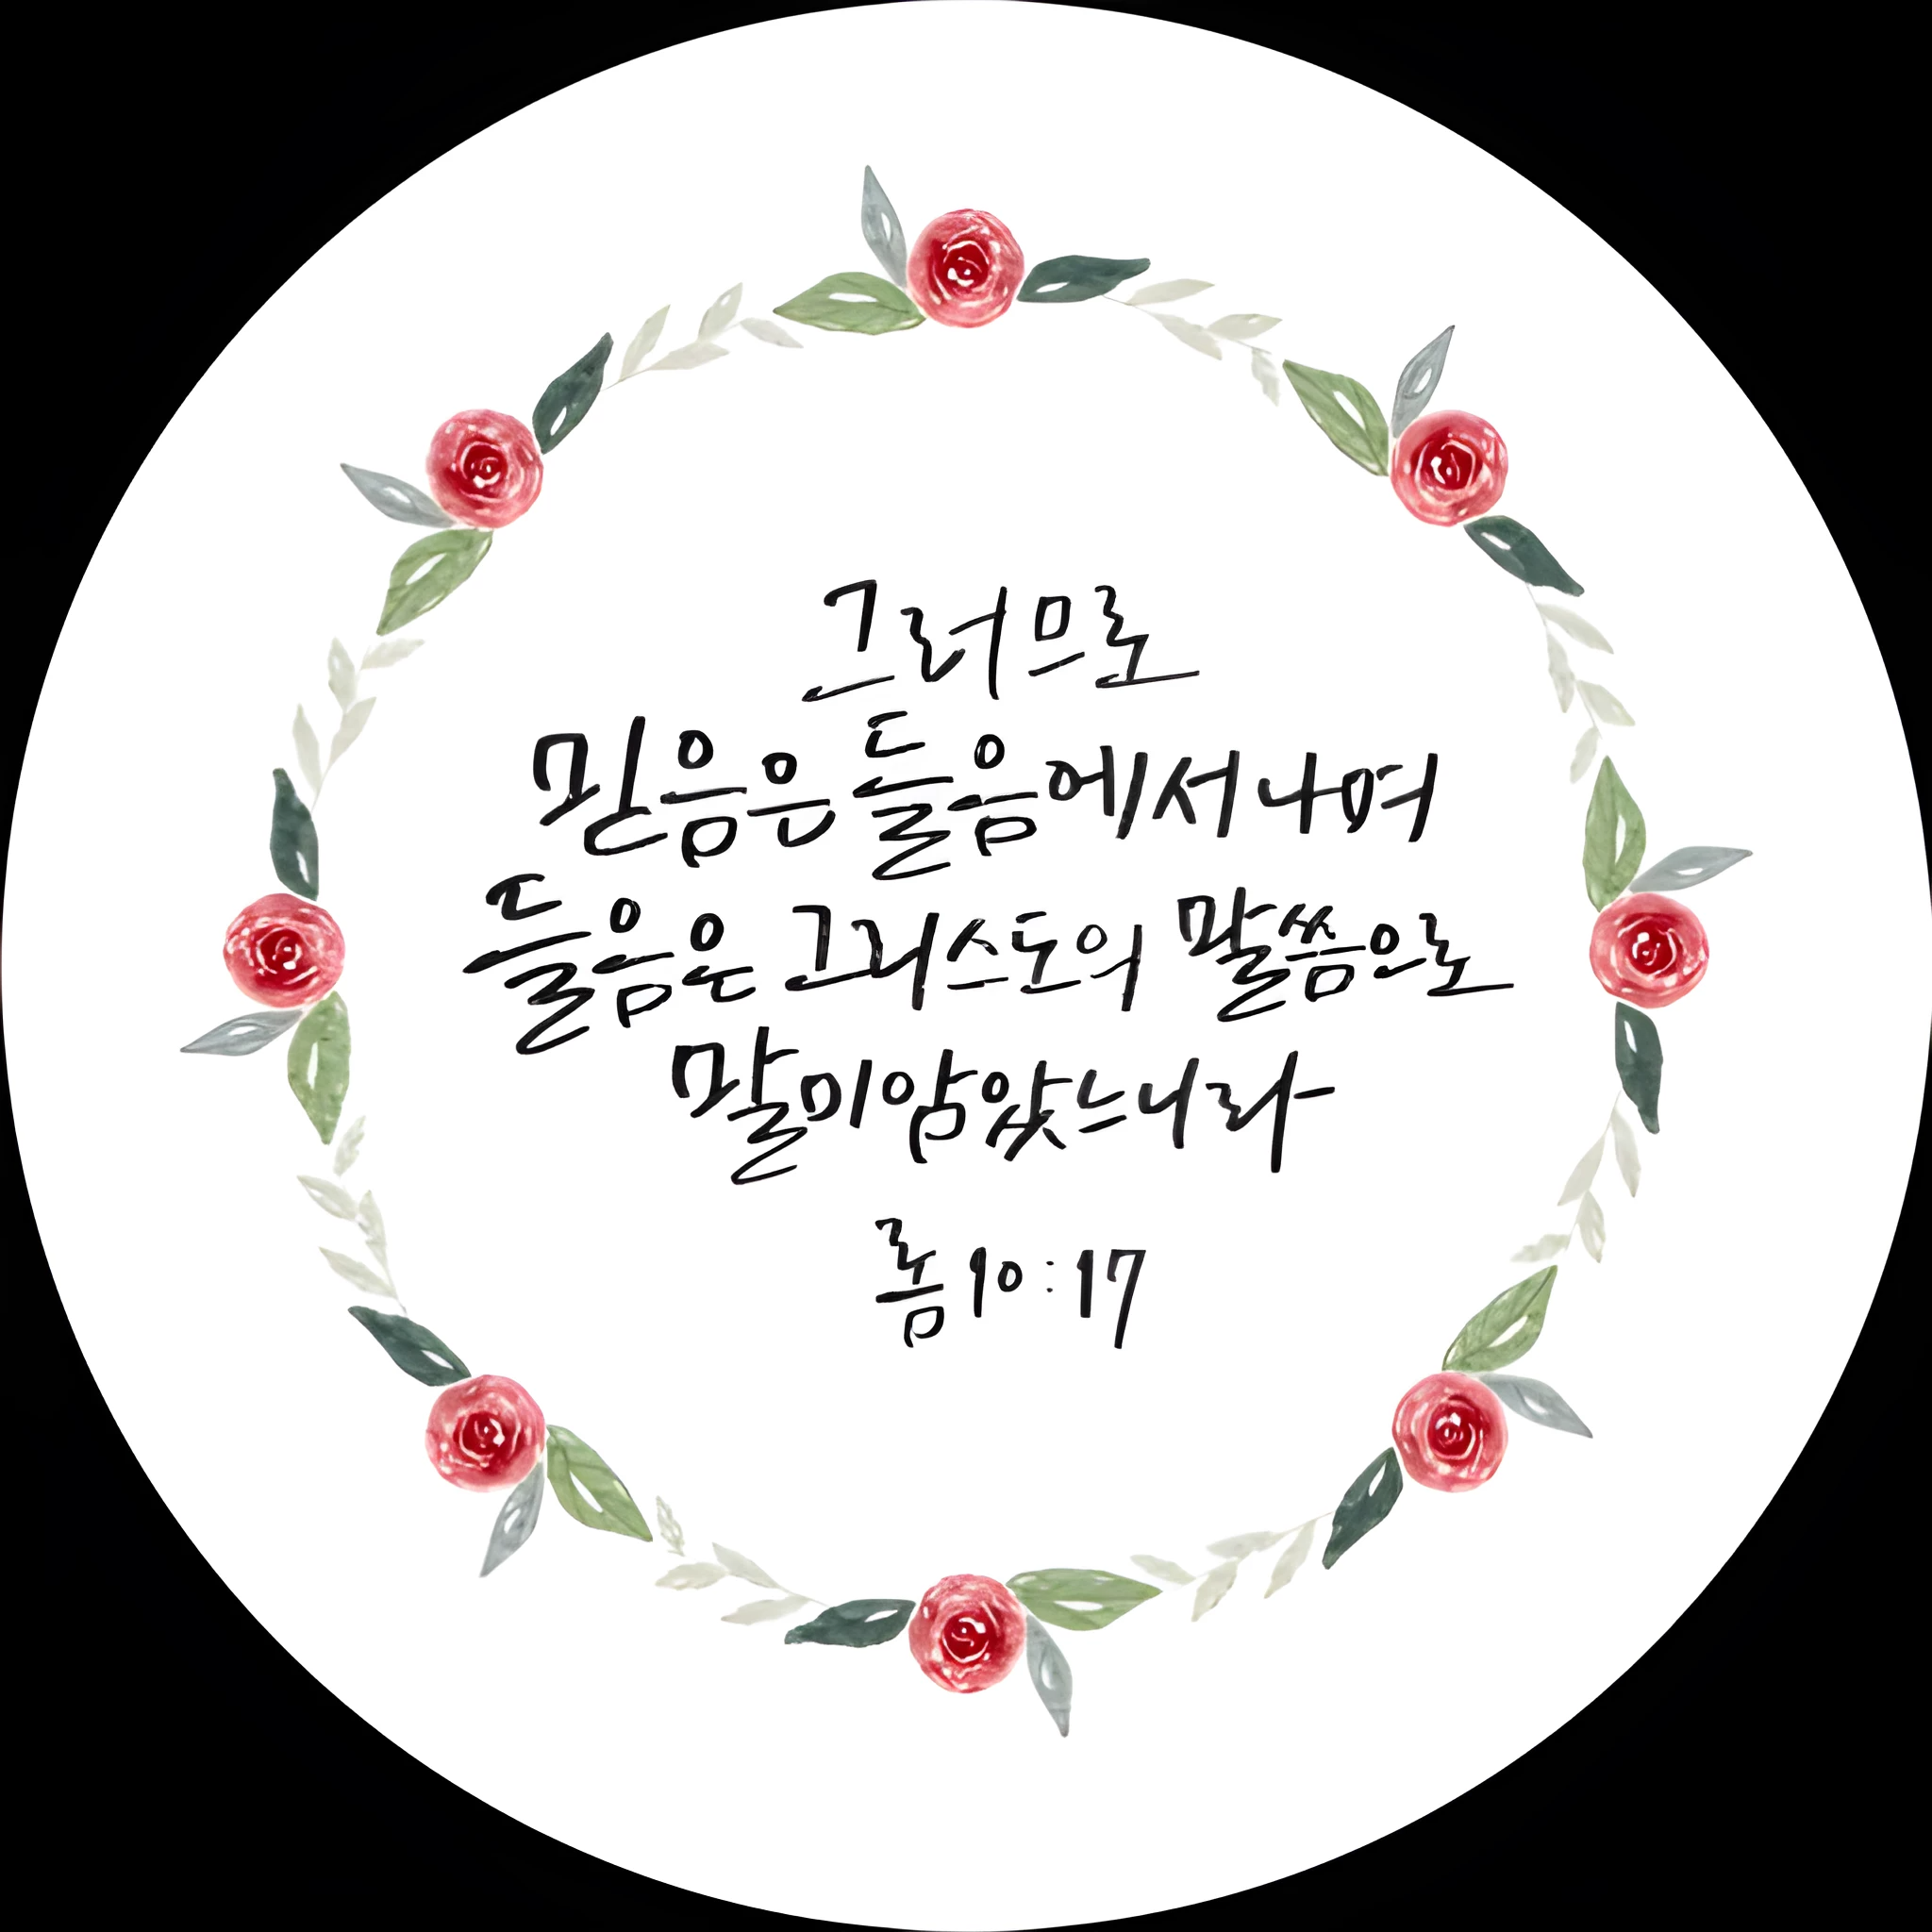 그러므로
믿음은 들음에서 나며
들음은 그리스도의 말씀으로
말미암았느니라
롬 10:17